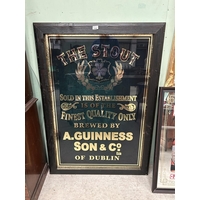 THE STOUT
SOLD IN THIS ESTABLISHMENT
IS OF THE
FINEST QUALITY ONLY
BREWED BY
A. GUINNESS
SON & Co
OF DUBLIN